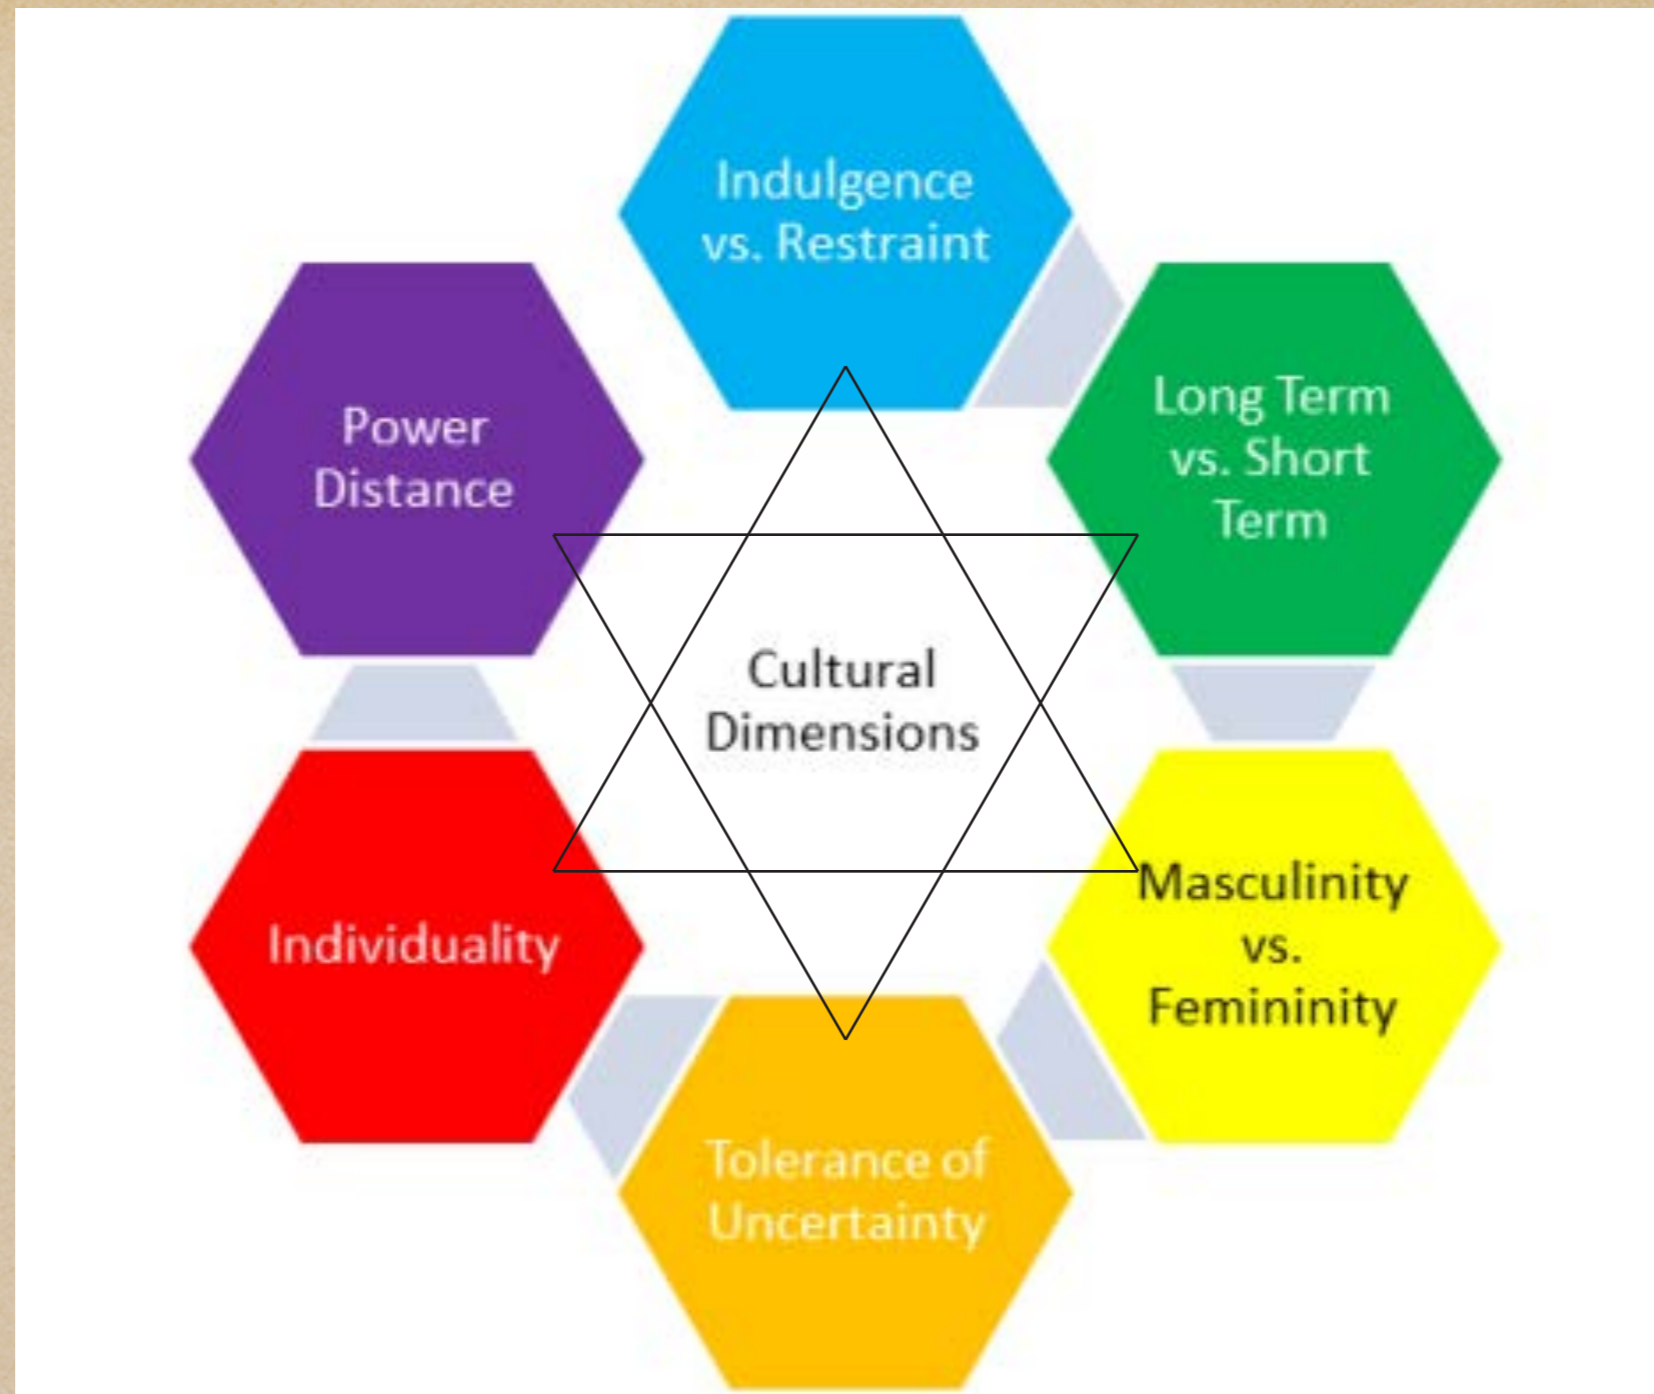 Indulgence
vs. Restraint
Long Term
vs. Short
Term
Masculinity
vs.
Femininity
Tolerance of
Uncertainty
Individuality
Power
Distance
Cultural
Dimensions